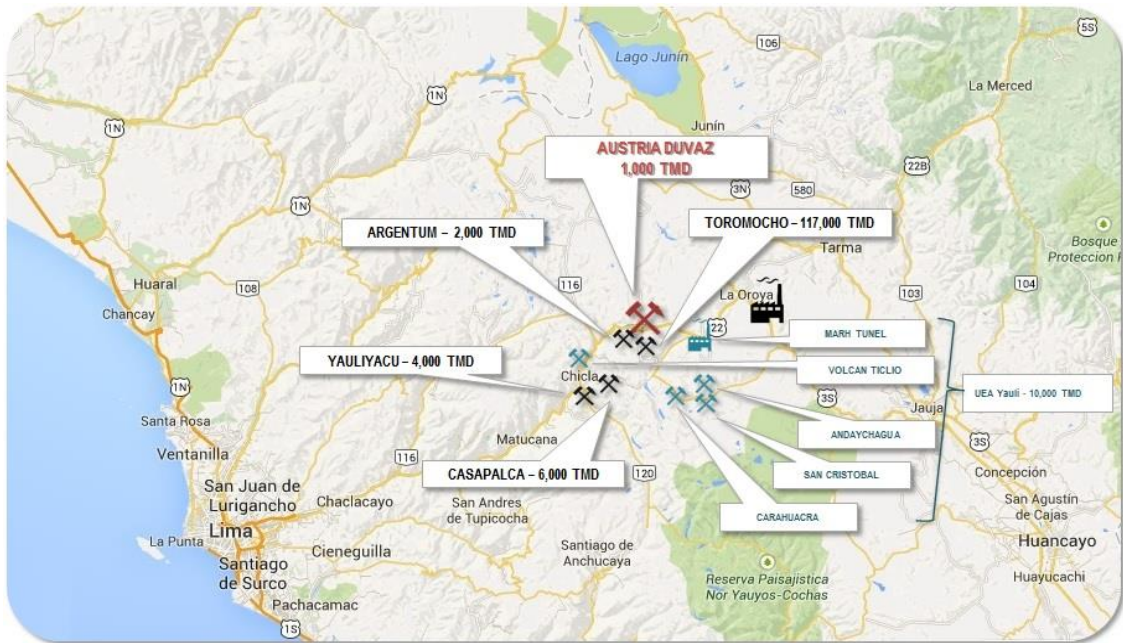 5S
106
Lago Junín
La Merced
1N
1N
Junín
AUSTRIA DUVAZ
1,000 TMD
22B
3N
580
1N
ARGENTUM – 2,000 TMD
TOROMOCHO – 117,000 TMD
Tarma
Bosque
Proteccion
Huaral
108
116
La Oroya
103
104
Chancay
22
MARH TUNEL
YAULIYACU – 4,000 TMD
Chicla
VOLCAN TICLIO
UEA Yauli - 10,000 TMD
1N
3S
Jauja
Santa Rosa
Ventanilla
Matucana
ANDAYCHAGUA
3S
116
CASAPALCA – 6,000 TMD
120
SAN CRISTOBAL
Concepción
San Juan de
Lurigancho
Chaclacayo
San Andres
de Tupicocha
CARAHUACRA
San Agustín
de Cajas
Lima
La Punta
Cieneguilla
Santiago de
Anchucaya
Huancayo
Santiago
de Surco
Reserva Paisajística
Nor Yauyos-Cochas
Huayucachi
Pachacamac
1S